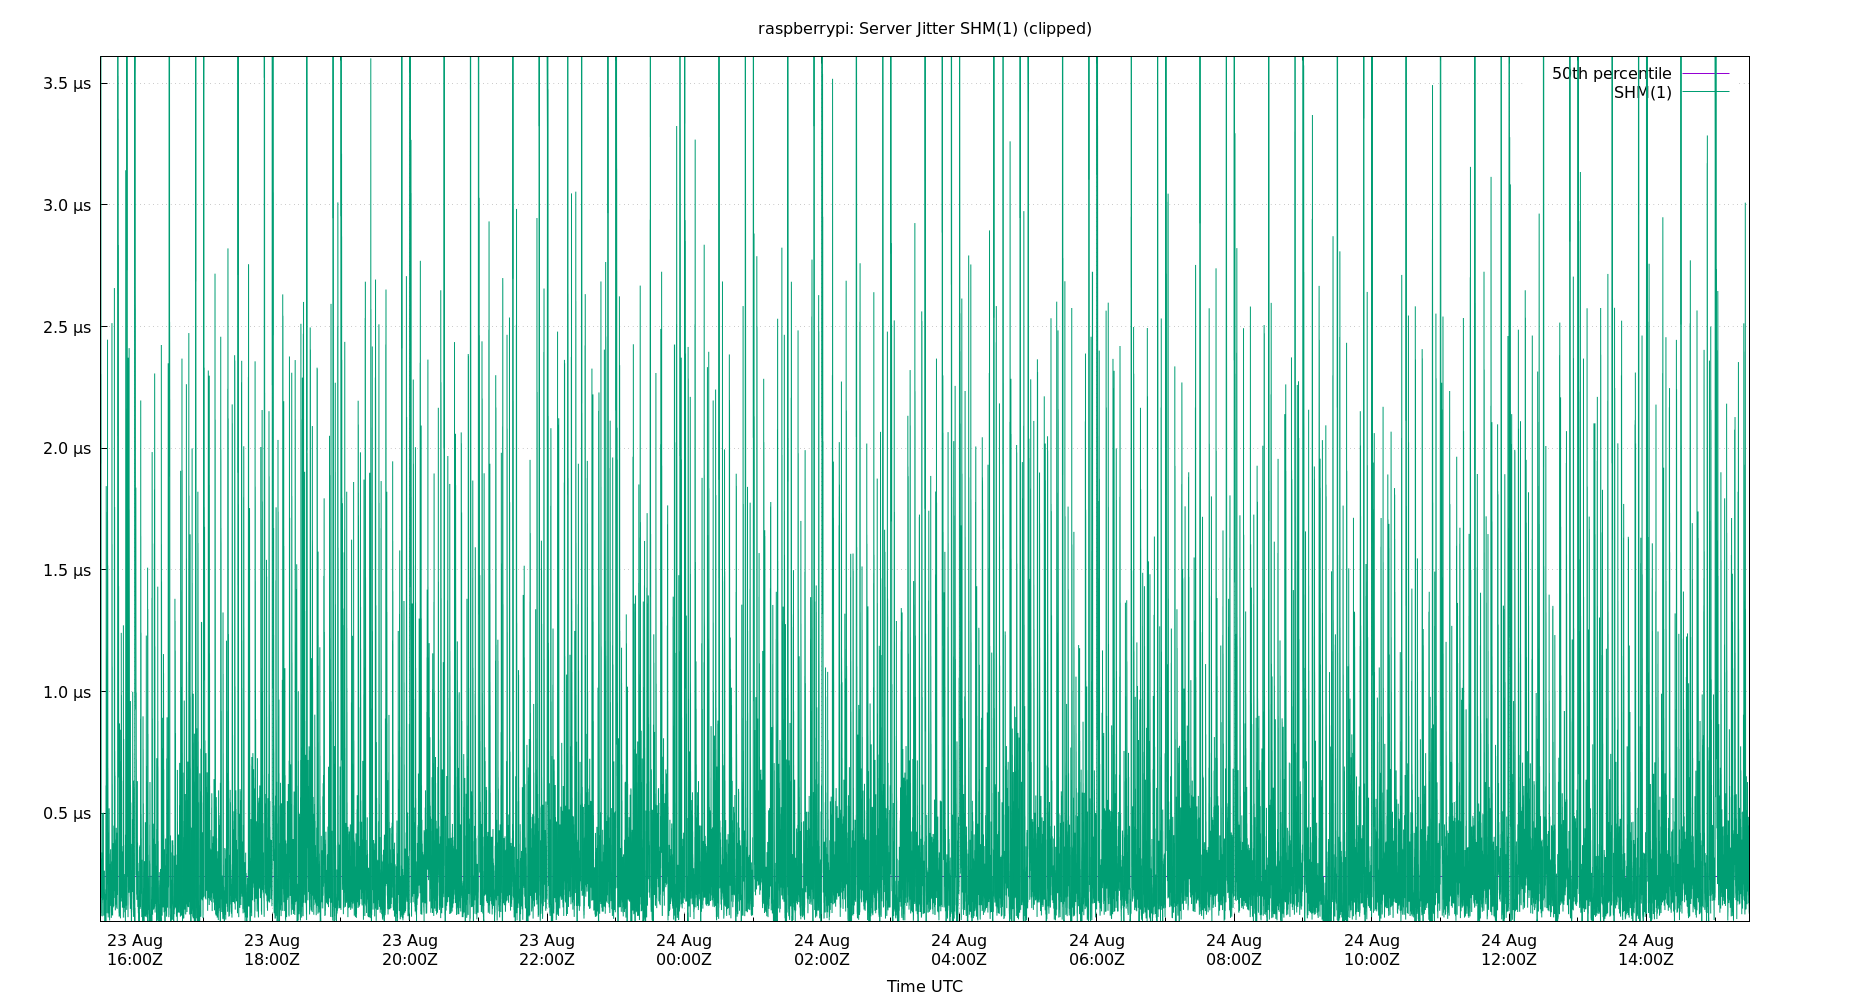 raspberrypi: Server Jitter SHM(1) (clipped)
50th percentile
SHM(1)
3.5 µs
3.0 µs
2.5 µs
2.0 µs
1.5 µs
1.0 µs
0.5 µs
23 Aug 23 Aug 23 Aug 23 Aug 24 Aug 24 Aug 24 Aug 24 Aug 24 Aug 24 Aug 24 Aug 24 Aug
16:00Z 18:00Z 20:00Z 22:00Z 00:00Z 02:00Z 04:00Z 06:00Z 08:00Z 10:00Z 12:00Z 14:00Z
Time UTC